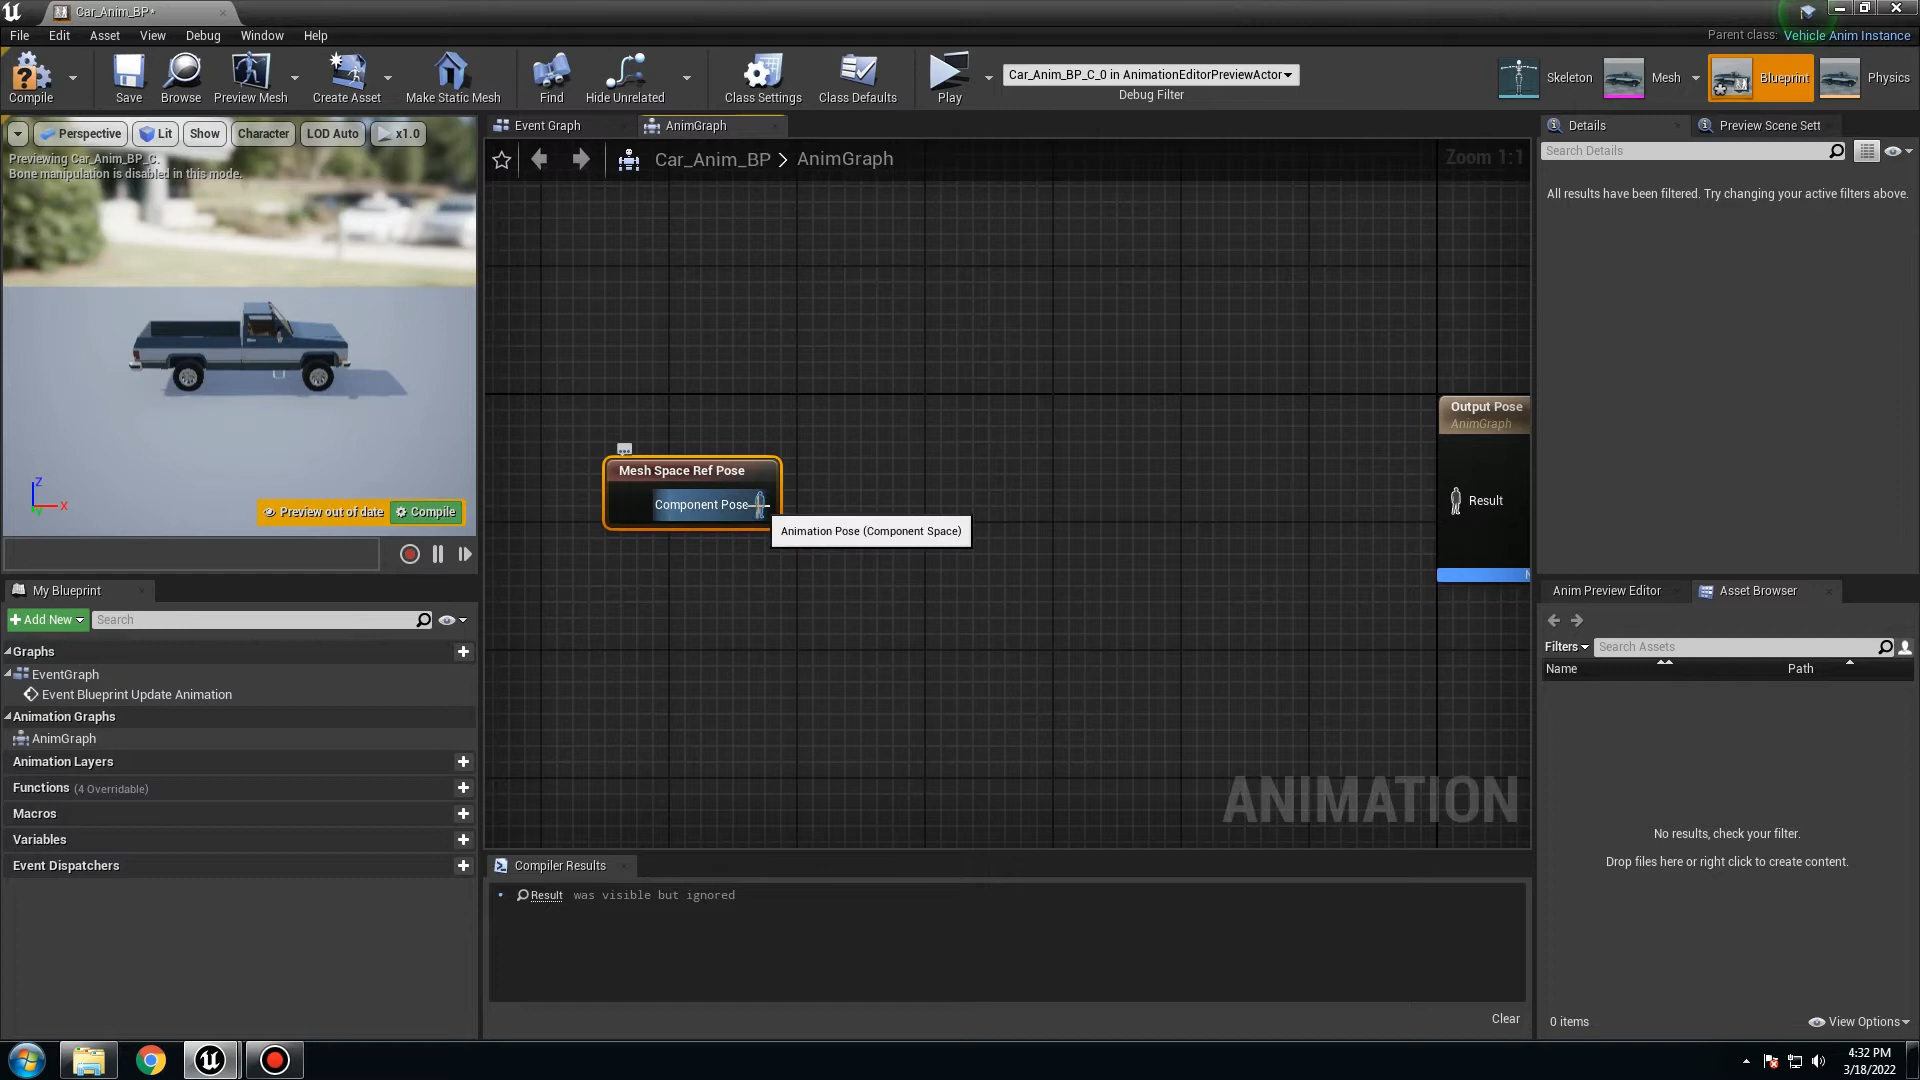 Car_Anim_BP*
File Edit Asset View Debug Window Help
Parent class: Vehicle Anim Instance
Compile
Save
Browse
Preview Mesh
Create Asset
Make Static Mesh
Find
Hide Unrelated
Class Settings
Class Defaults
Play
Car_Anim_BP_C_0 in AnimationEditorPreviewActor
Debug Filter
Skeleton
Mesh
Blueprint
Physics
Perspective Lit Show Character LOD Auto x1.0
Previewing Car_Anim_BP_C.
Bone manipulation is disabled in this mode.
Z
X
Preview out of date Compile
Event Graph
AnimGraph
Car_Anim_BP > AnimGraph
Zoom 1:1
Mesh Space Ref Pose
Component Pose
Animation Pose (Component Space)
Output Pose
AnimGraph
Result
ANIMATION
Details
Preview Scene Sett
Search Details
All results have been filtered. Try changing your active filters above.
My Blueprint
Add New
Search
Graphs
EventGraph
Event Blueprint Update Animation
Animation Graphs
AnimGraph
Animation Layers
Functions (4 Overridable)
Macros
Variables
Event Dispatchers
Compiler Results
Result was visible but ignored
Clear
Anim Preview Editor
Asset Browser
Filters
Search Assets
Name
Path
No results, check your filter.
Drop files here or right click to create content.
0 items
View Options
4:32 PM
3/18/2022